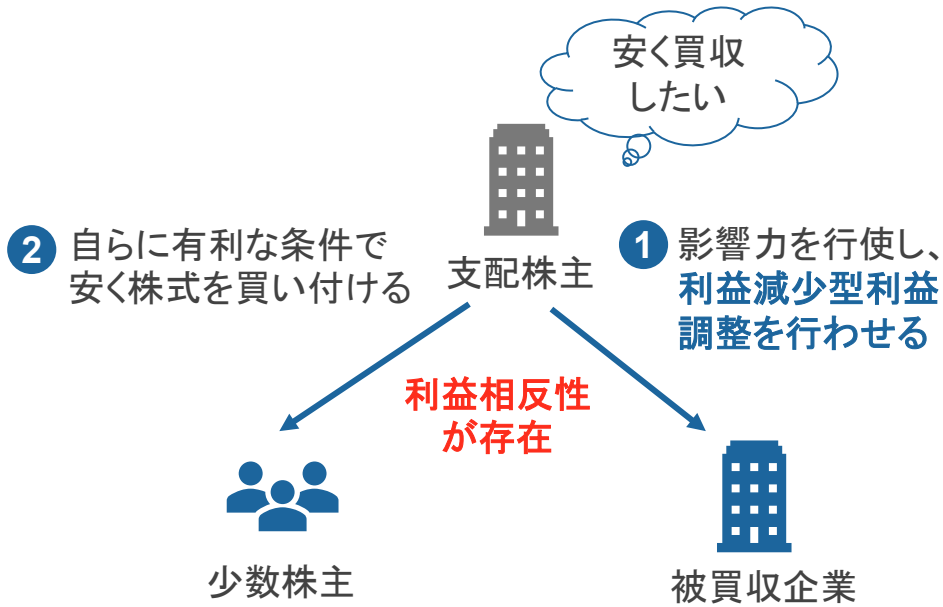 安く買収
したい
支配株主
1 影響力を行使し、
利益減少型利益
調整を行わせる
2 自らに有利な条件で
安く株式を買い付ける
利益相反性
が存在
少数株主
被買収企業